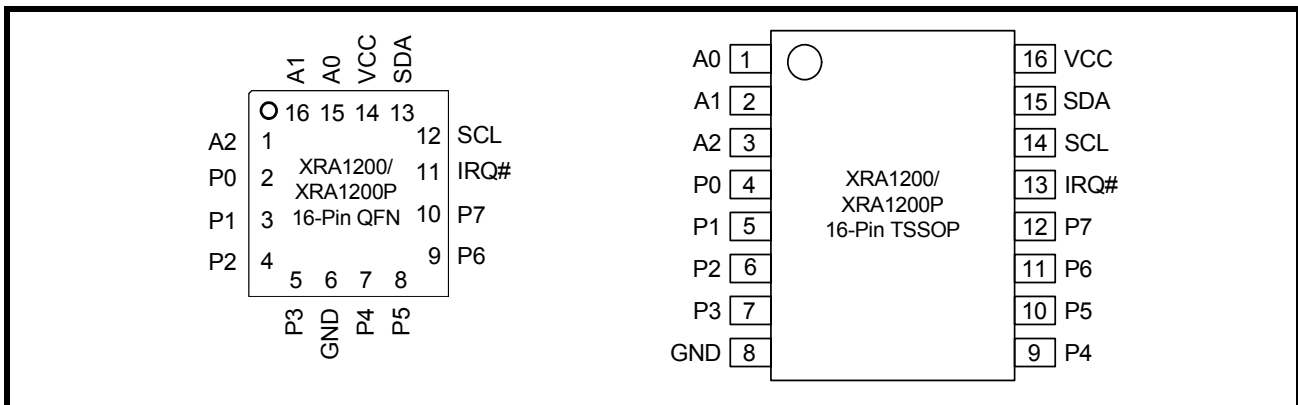 A1 A0 VCC SDA
16 15 14 13
A2 1 12 SCL
P0 2 11 IRQ#
P1 3 10 P7
P2 4 9 P6
XRA1200/
XRA1200P
16-Pin QFN
5 6 7 8
P3 GND P4 P5
A0 1 16 VCC
A1 2 15 SDA
A2 3 14 SCL
P0 4 13 IRQ#
P1 5 12 P7
P2 6 11 P6
P3 7 10 P5
GND 8 9 P4
XRA1200/
XRA1200P
16-Pin TSSOP